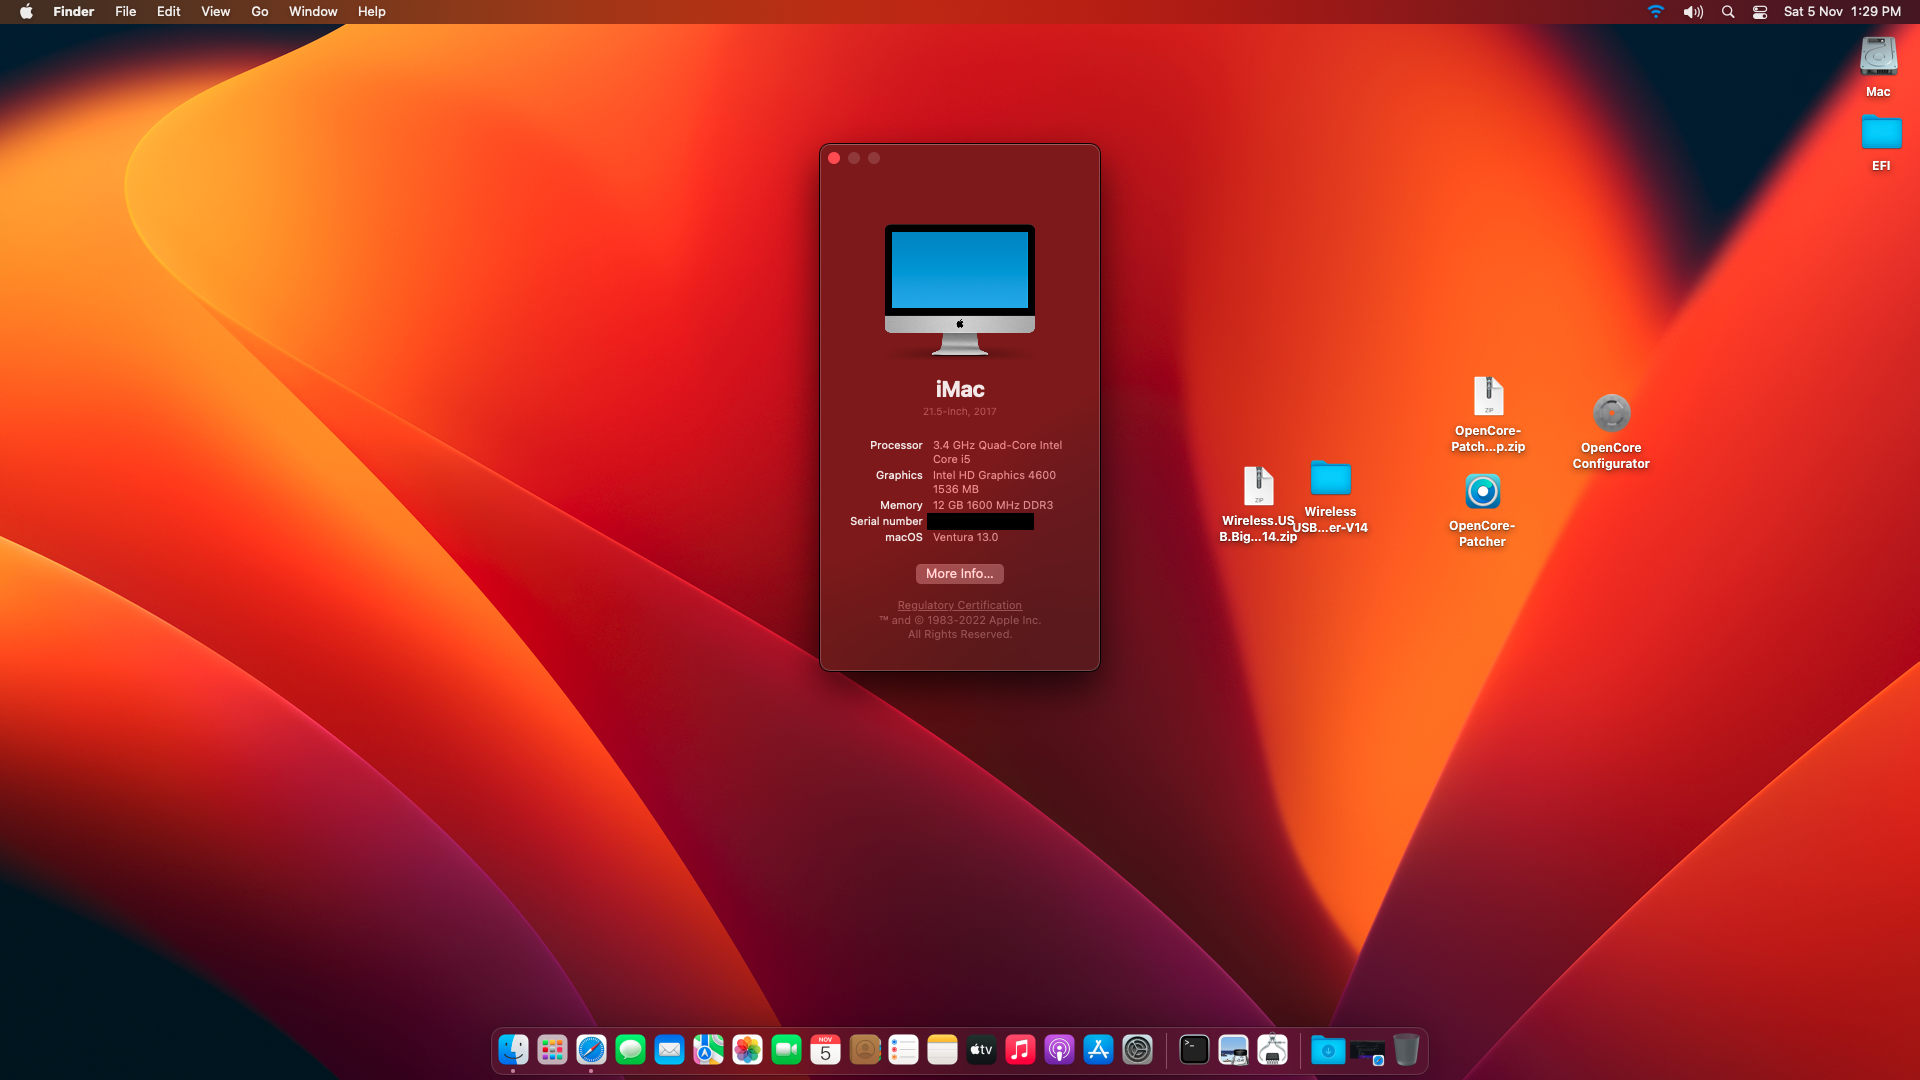 Finder File Edit View Go Window Help
Sat 5 Nov 1:29 PM
Mac
EFI
iMac
21.5-inch, 2017
Processor 3.4 GHz Quad-Core Intel
Core i5
Graphics Intel HD Graphics 4600
1536 MB
Memory 12 GB 1600 MHz DDR3
Serial number
macOS Ventura 13.0
More Info...
Regulatory Certification
™ and © 1983-2022 Apple Inc.
All Rights Reserved.
ZIP
OpenCore-
Patch...p.zip
OpenCore
Configurator
ZIP
Wireless.US
B.Big...14.zip
Wireless
USB...er-V14
OpenCore-
Patcher
NOV
5
tv
>_